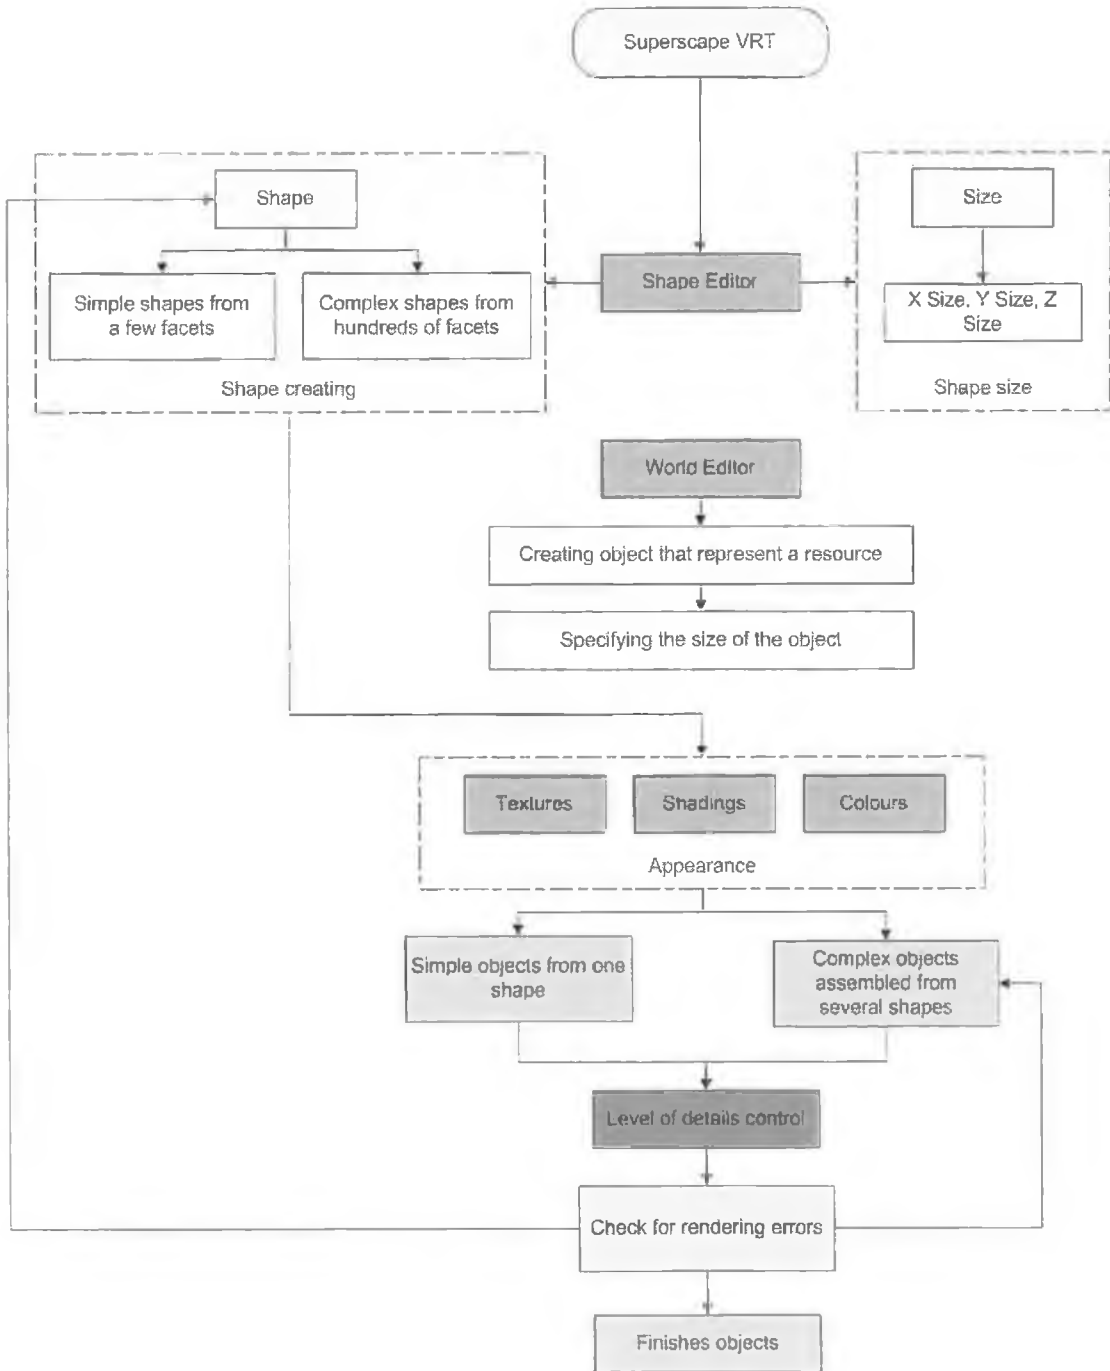 Superscape VRT
Shape
Size
Shape Editor
Simple shapes from
a few facets
Complex shapes from
hundreds of facets
X Size, Y Size, Z
Size
Shape creating
Shape size
World Editor
Creating object that represent a resource
Specifying the size of the object
Textures
Shadings
Colours
Appearance
Simple objects from one
shape
Complex objects
assembled from
several shapes
Level of details control
Check for rendering errors
Finishes objects